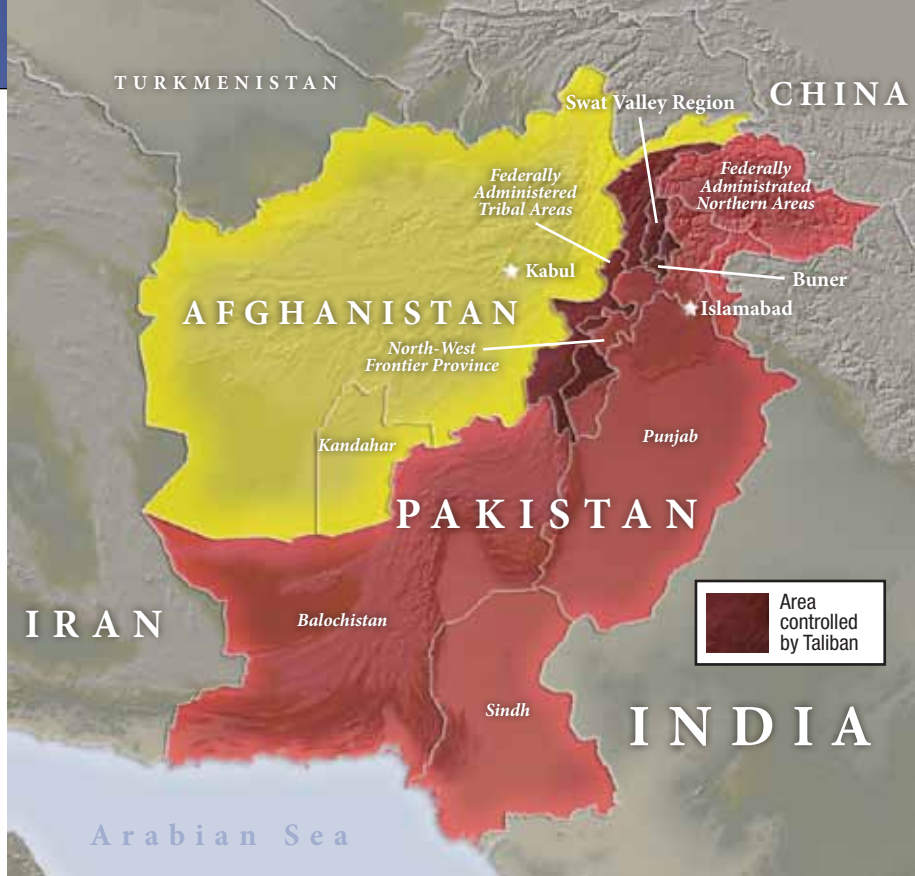 TURKMENISTAN
CHINA
Swat Valley Region
Federally
Administered
Tribal Areas
Federally
Administrated
Northern Areas
Kabul
Buner
AFGHANISTAN
Islamabad
North-West
Frontier Province
Kandahar
Punjab
PAKISTAN
IRAN
Balochistan
Area
controlled
by Taliban
Sindh
INDIA
Arabian Sea